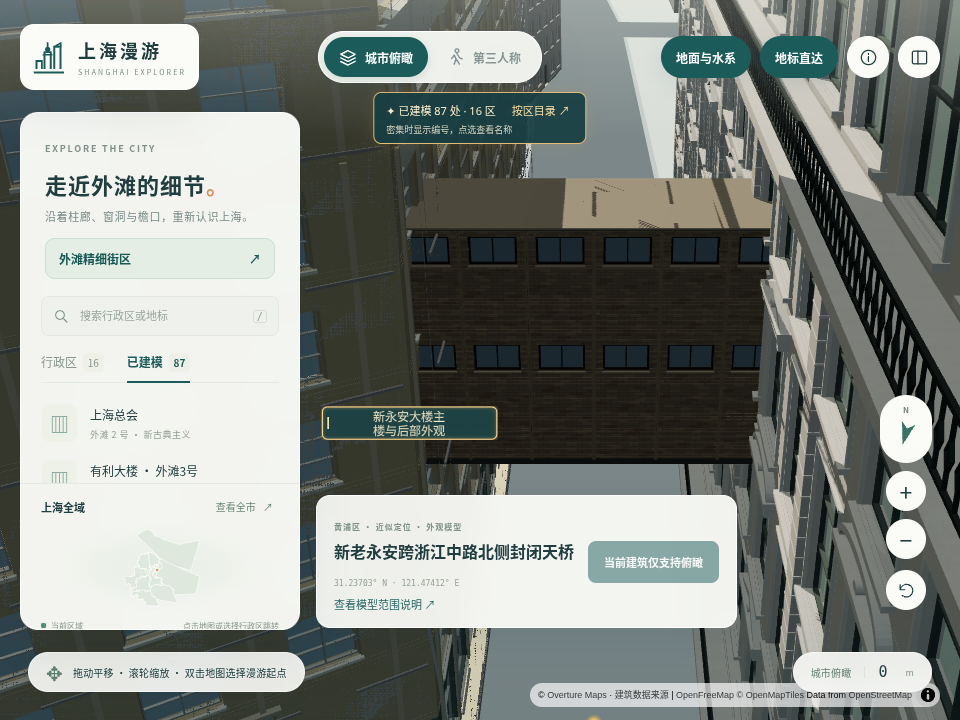 上海漫游
SHANGHAI EXPLORER
城市俯瞰
第三人称
地面与水系
地标直达
✦ 已建模 87 处 · 16 区 按区目录 ↗
密集时显示编号，点选查看名称
EXPLORE THE CITY
走近外滩的细节。
沿着柱廊、窗洞与檐口，重新认识上海。
外滩精细街区 ↗
搜索行政区或地标 /
行政区 16 已建模 87
上海总会
外滩 2 号 · 新古典主义
有利大楼 · 外滩3号
上海全域 查看全市 ↗
当前区域 点击地图或选择行政区跳转
新永安大楼主
楼与后部外观
黄浦区 · 近似定位 · 外观模型
新老永安跨浙江中路北侧封闭天桥
31.23703° N · 121.47412° E
查看模型范围说明 ↗
当前建筑仅支持俯瞰
N
拖动平移 · 滚轮缩放 · 双击地图选择漫游起点
城市俯瞰 0 m
© Overture Maps · 建筑数据来源 | OpenFreeMap © OpenMapTiles Data from OpenStreetMap